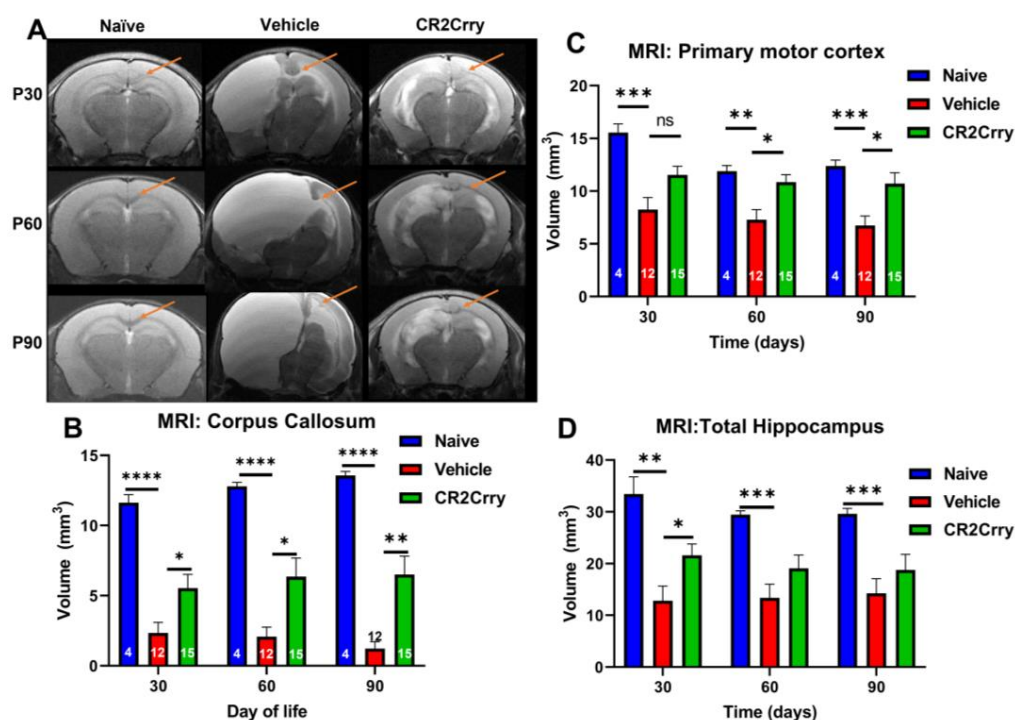 A
Naïve Vehicle CR2Crry
P30
P60
P90
B
MRI: Corpus Callosum
Naive
Vehicle
CR2Crry
Volume (mm³)
15
10
5
0
**** **** ****
* * **
4 12 15 4 12 15 4 12 15
30 60 90
Day of life
C
MRI: Primary motor cortex
Naive
Vehicle
CR2Crry
Volume (mm³)
20
15
10
5
0
*** ** ***
ns * *
4 12 15 4 12 15 4 12 15
30 60 90
Time (days)
D
MRI:Total Hippocampus
Naive
Vehicle
CR2Crry
Volume (mm³)
40
30
20
10
0
** *** ***
*
30 60 90
Time (days)